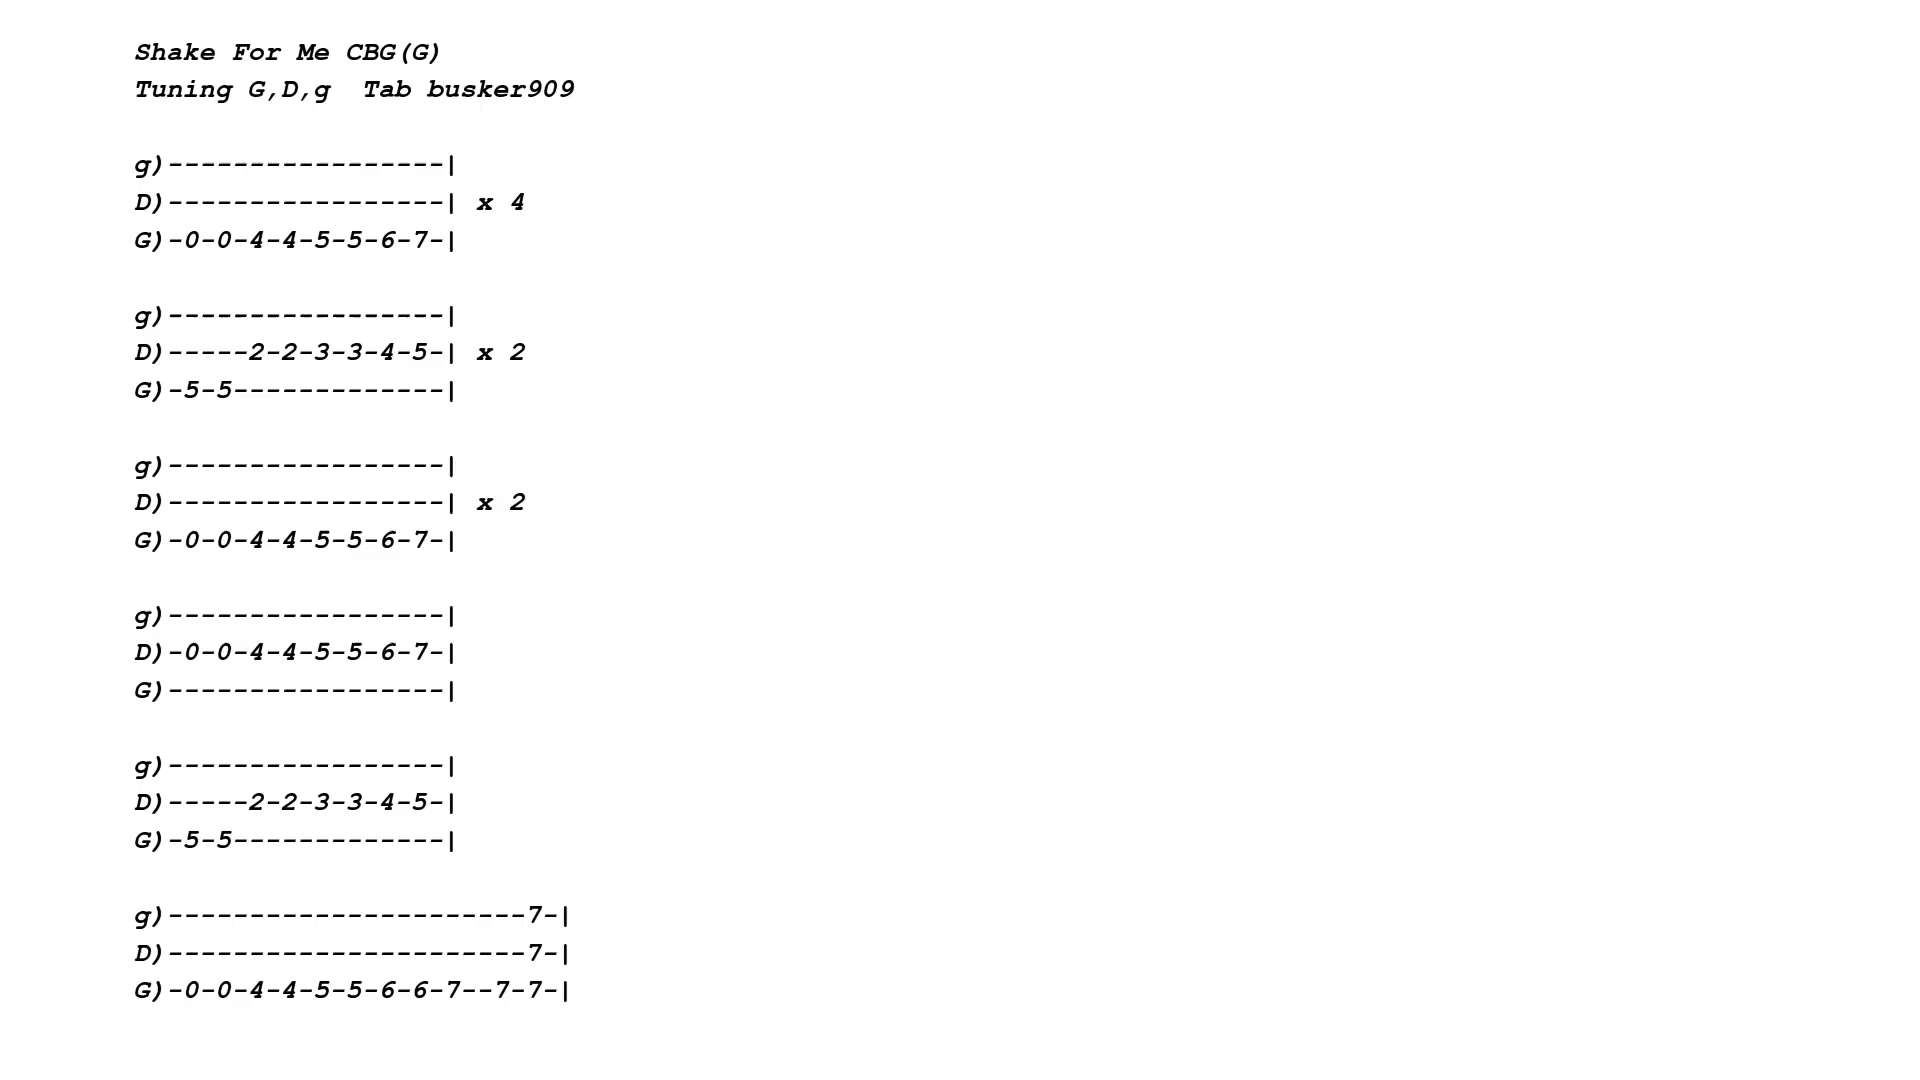 Shake For Me CBG(G)
Tuning G,D,g  Tab busker909

g)-----------------|
D)-----------------| x 4
G)-0-0-4-4-5-5-6-7-|

g)-----------------|
D)-----2-2-3-3-4-5-| x 2
G)-5-5-------------|

g)-----------------|
D)-----------------| x 2
G)-0-0-4-4-5-5-6-7-|

g)-----------------|
D)-0-0-4-4-5-5-6-7-|
G)-----------------|

g)-----------------|
D)-----2-2-3-3-4-5-|
G)-5-5-------------|

g)----------------------7-|
D)----------------------7-|
G)-0-0-4-4-5-5-6-6-7--7-7-|